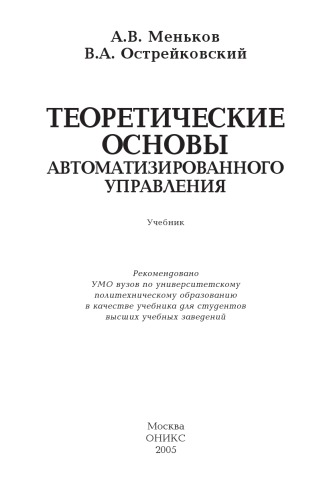 А.В. Меньков
В.А. Острейковский
ТЕОРЕТИЧЕСКИЕ
ОСНОВЫ
АВТОМАТИЗИРОВАННОГО
УПРАВЛЕНИЯ
Учебник
Рекомендовано
УМО вузов по университетскому
политехническому образованию
в качестве учебника для студентов
высших учебных заведений
Москва
ОНИКС
2005